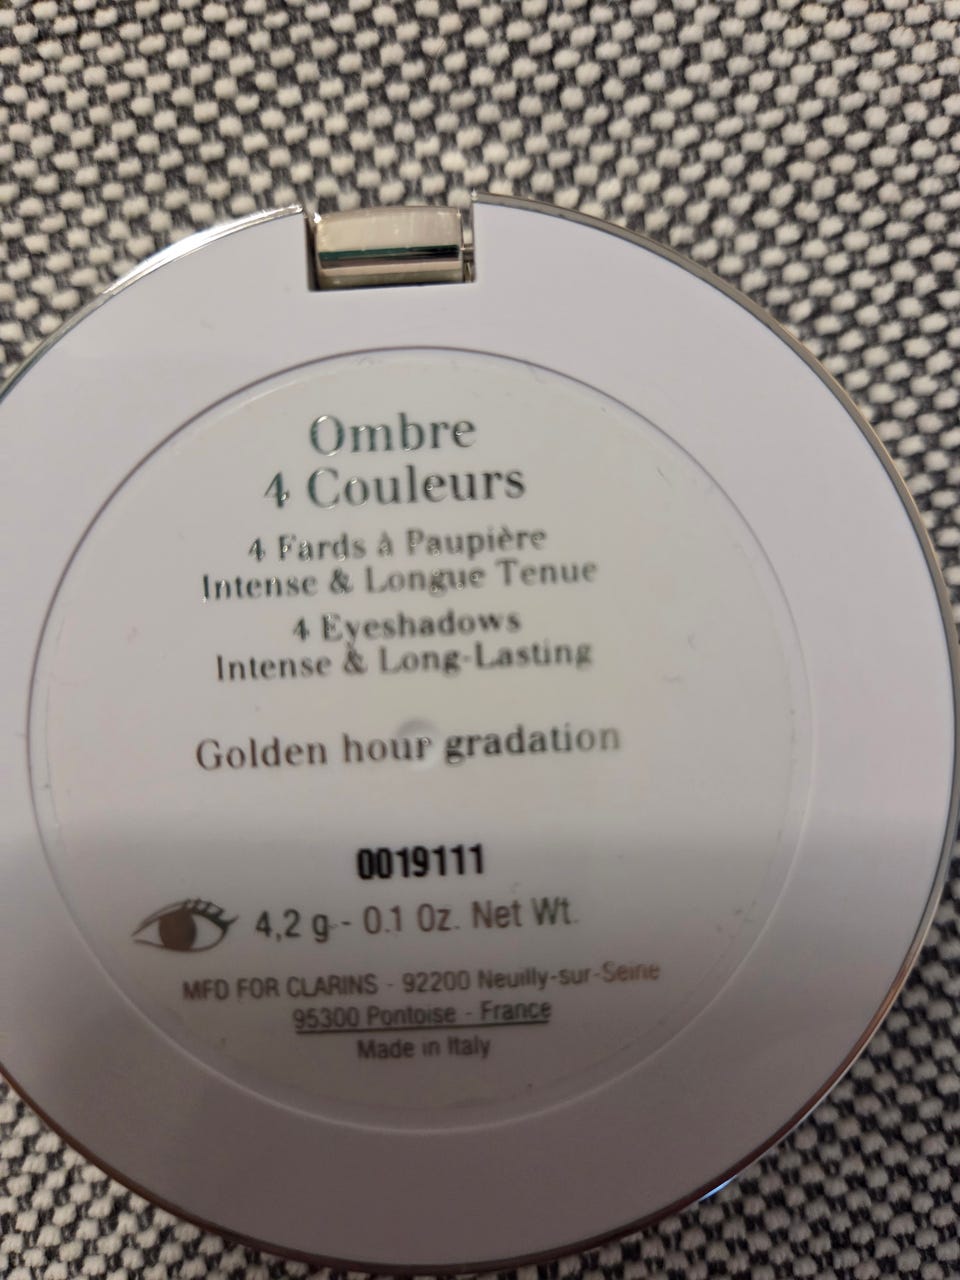 Ombre
4 Couleurs
4 Fards à Paupière
Intense & Longue Tenue
4 Eyeshadows
Intense & Long-Lasting
Golden hour gradation
0019111
4,2 g - 0.1 Oz. Net Wt.
MFD FOR CLARINS - 92200 Neuilly-sur-Seine
95300 Pontoise - France
Made in Italy